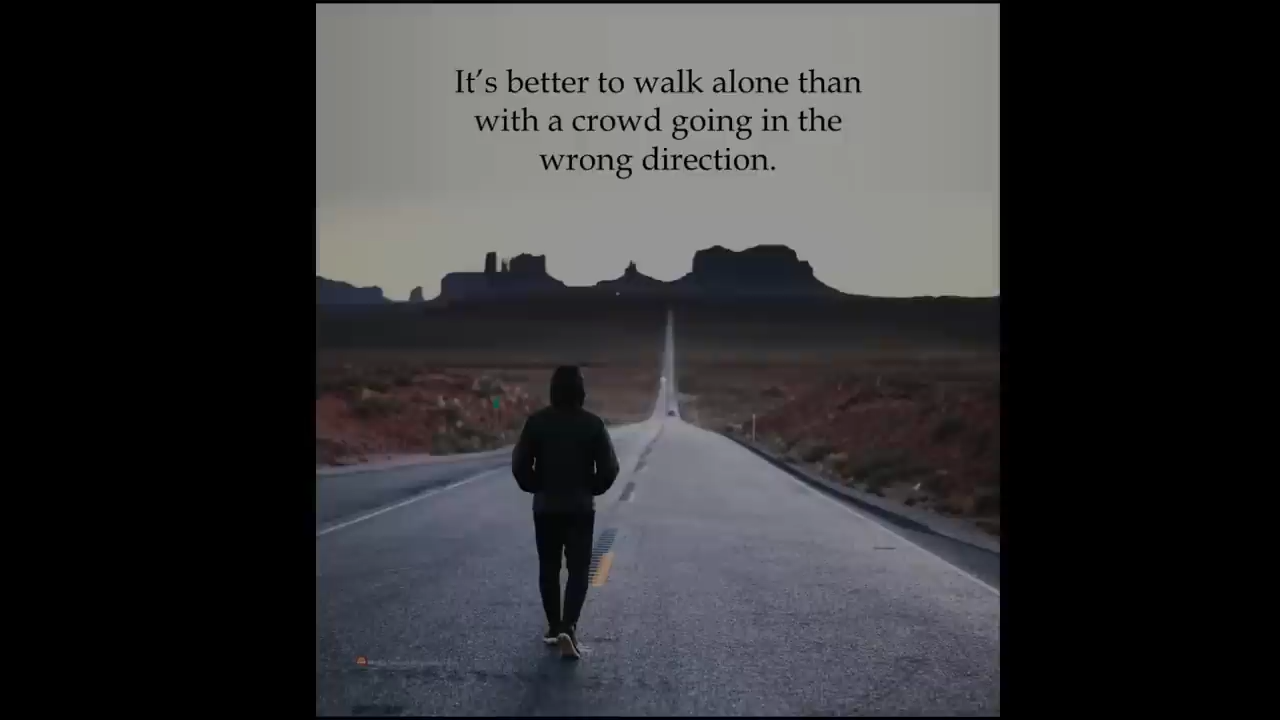 It’s better to walk alone than
with a crowd going in the
wrong direction.